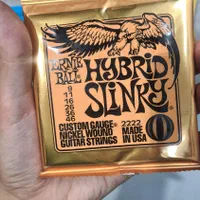 ERNIE BALL
HYBRID
SLINKY
9
11
16
26
36
46
CUSTOM GAUGE
NICKEL WOUND
GUITAR STRINGS
2222
MADE IN
USA